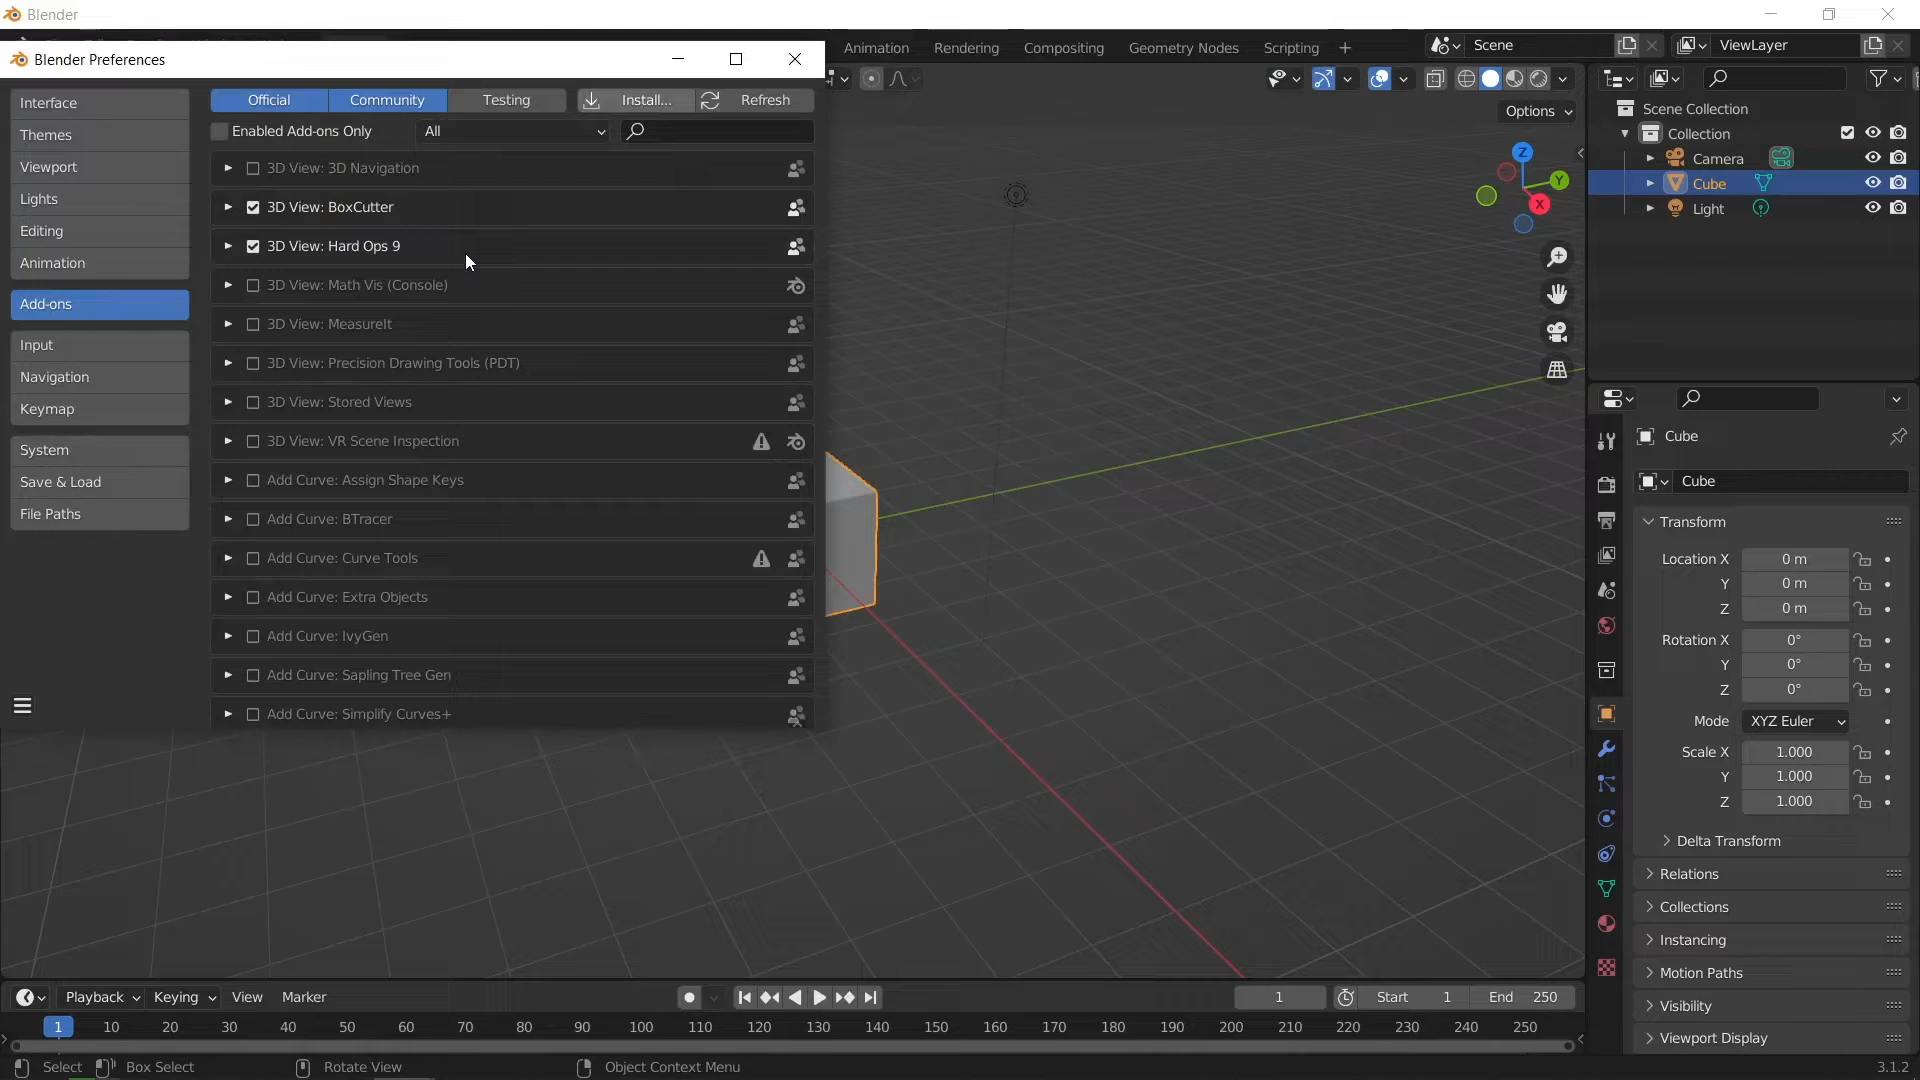 Blender
Blender Preferences
Animation
Rendering
Compositing
Geometry Nodes
Scripting
Scene
ViewLayer
Interface
Themes
Viewport
Lights
Editing
Animation
Add-ons
Input
Navigation
Keymap
System
Save & Load
File Paths
Official
Community
Testing
Install...
Refresh
Enabled Add-ons Only
All
3D View: 3D Navigation
3D View: BoxCutter
3D View: Hard Ops 9
3D View: Math Vis (Console)
3D View: MeasureIt
3D View: Precision Drawing Tools (PDT)
3D View: Stored Views
3D View: VR Scene Inspection
Add Curve: Assign Shape Keys
Add Curve: BTracer
Add Curve: Curve Tools
Add Curve: Extra Objects
Add Curve: IvyGen
Add Curve: Sapling Tree Gen
Add Curve: Simplify Curves+
Options
Z
Y
X
Scene Collection
Collection
Camera
Cube
Light
Cube
Cube
Transform
Location X 0 m
Y 0 m
Z 0 m
Rotation X 0°
Y 0°
Z 0°
Mode XYZ Euler
Scale X 1.000
Y 1.000
Z 1.000
Delta Transform
Relations
Collections
Instancing
Motion Paths
Visibility
Viewport Display
Playback
Keying
View
Marker
1
Start 1
End 250
1 10 20 30 40 50 60 70 80 90 100 110 120 130 140 150 160 170 180 190 200 210 220 230 240 250
Select
Box Select
Rotate View
Object Context Menu
3.1.2